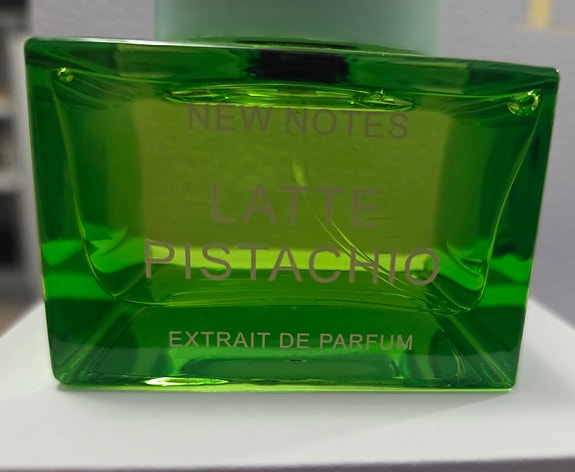 NEW NOTES
LATTE
PISTACHIO
EXTRAIT DE PARFUM